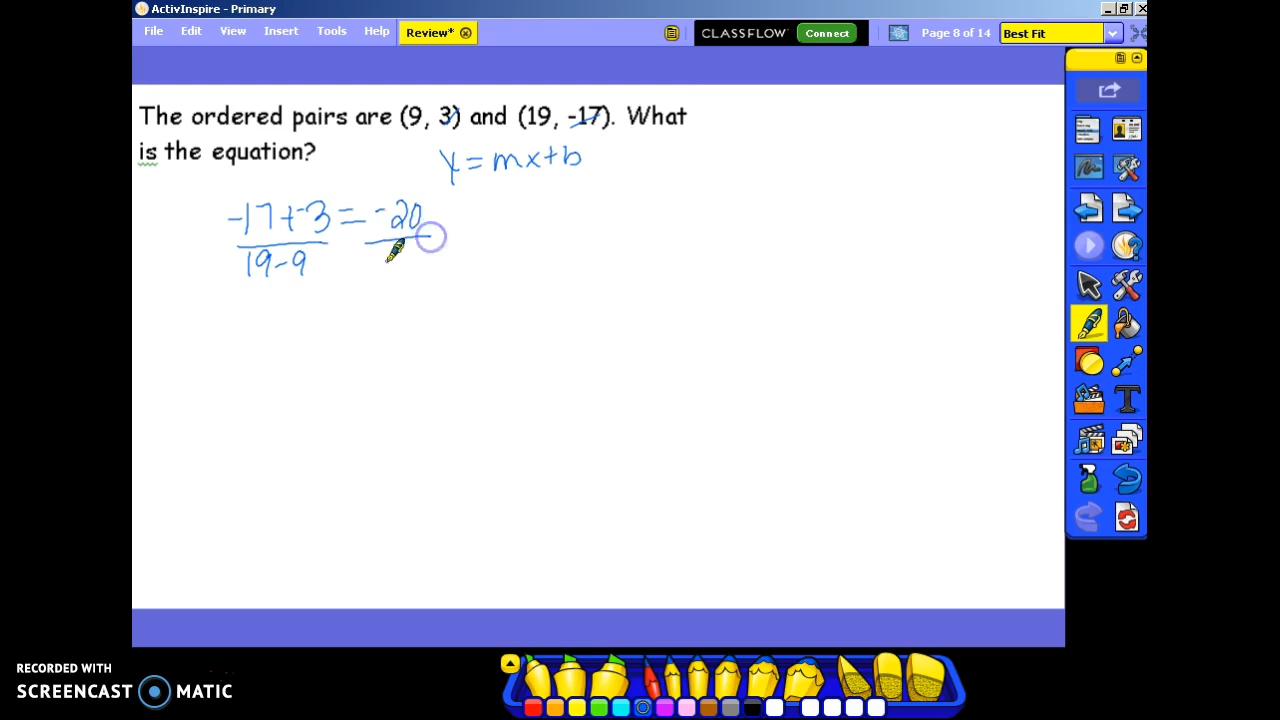 ActivInspire - Primary
File Edit View Insert Tools Help Review* CLASSFLOW Connect Page 8 of 14 Best Fit
The ordered pairs are (9, 3) and (19, -17). What
is the equation?
y = mx+b
-17+-3 = -20
19-9
RECORDED WITH
SCREENCAST MATIC